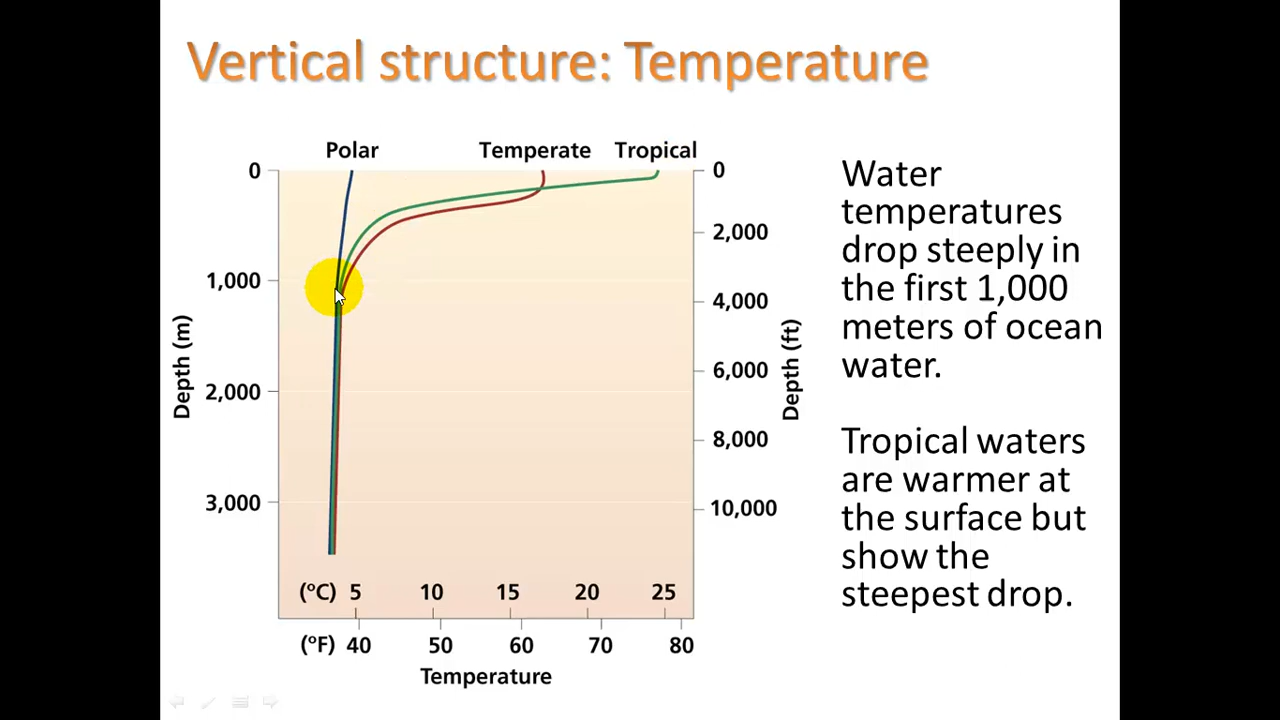 Vertical structure: Temperature
Polar Temperate Tropical
0 0
2,000
1,000
4,000
Depth (m)
Depth (ft)
6,000
2,000
8,000
3,000
10,000
(°C) 5 10 15 20 25
(°F) 40 50 60 70 80
Temperature
Water
temperatures
drop steeply in
the first 1,000
meters of ocean
water.
Tropical waters
are warmer at
the surface but
show the
steepest drop.